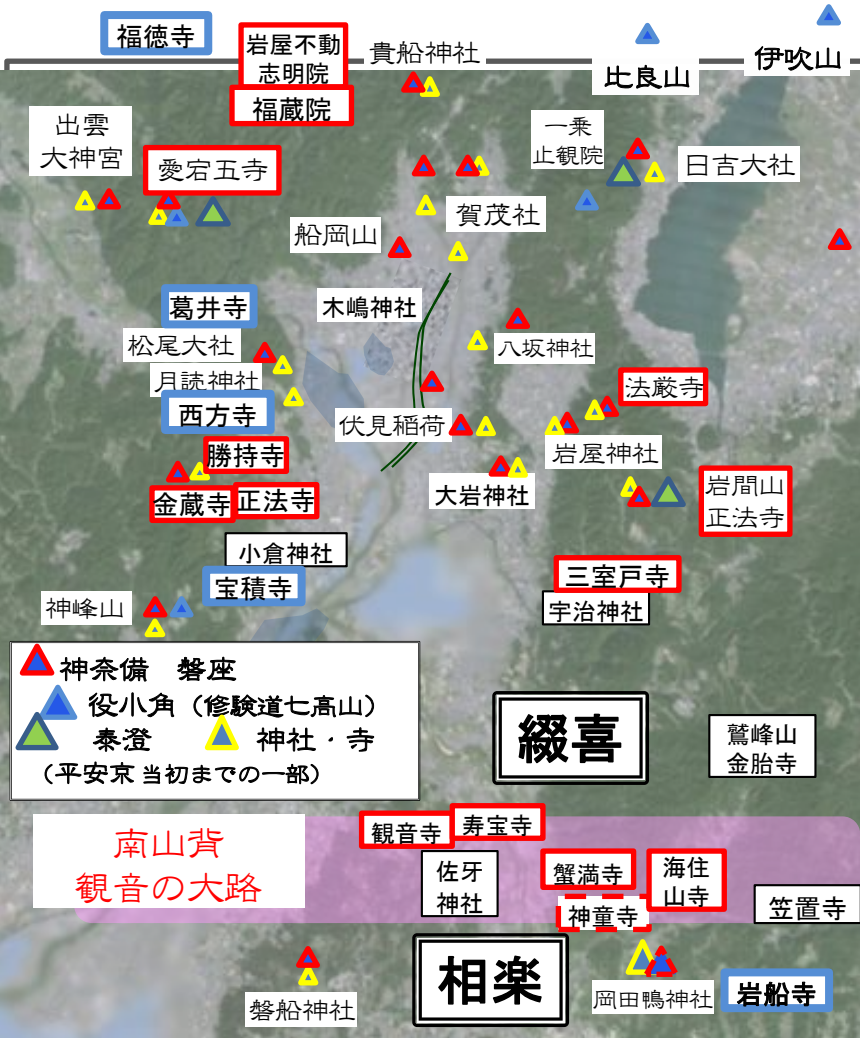 福徳寺
岩屋不動
志明院
福蔵院
貴船神社
比良山
伊吹山
出雲
大神宮
愛宕五寺
一乗
止観院
日吉大社
賀茂社
船岡山
葛井寺
木嶋神社
松尾大社
月読神社
八坂神社
西方寺
法厳寺
伏見稲荷
岩屋神社
勝持寺
金蔵寺
正法寺
大岩神社
岩間山
正法寺
小倉神社
宝積寺
三室戸寺
宇治神社
神峰山
神奈備 磐座
役小角(修験道七高山)
泰澄
神社・寺
(平安京当初までの一部)
綴喜
鷲峰山
金胎寺
南山背
観音の大路
観音寺
寿宝寺
佐牙
神社
蟹満寺
海住
山寺
神童寺
笠置寺
相楽
磐船神社
岡田鴨神社
岩船寺